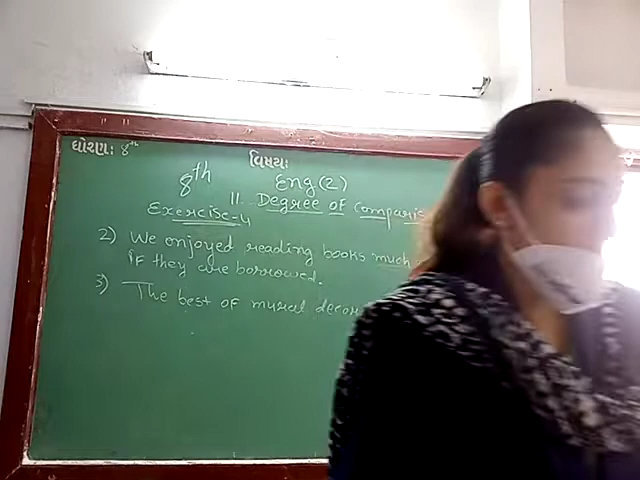 ધોરણ: 8th વિષય:
8th Eng (2)
11. Degree of Comparis
Exercise-4
2) We enjoyed reading books much
if they are borrowed.
3) The best of mural decor